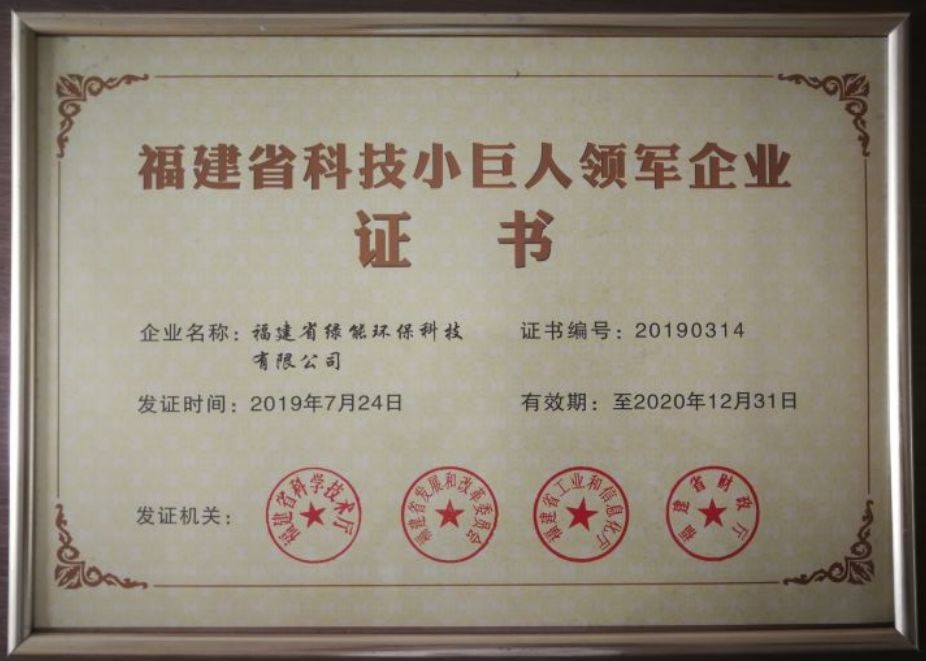 福建省科技小巨人领军企业
证 书
企业名称：福建省绿能环保科技有限公司
证书编号：20190314
发证时间：2019年7月24日
有效期：至2020年12月31日
发证机关：
福建省科学技术厅
福建省发展和改革委员会
福建省工业和信息化厅
福建省财政厅